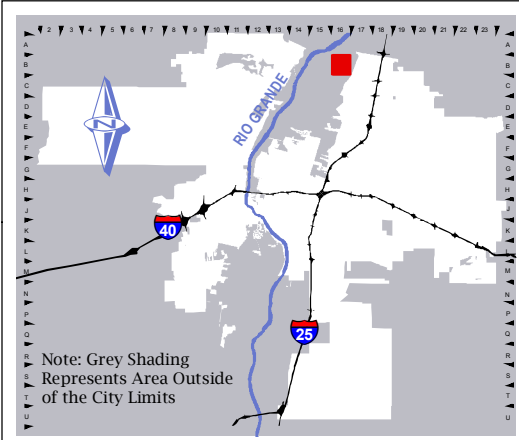 2 3 4 5 6 7 8 9 10 11 12 13 14 15 16 17 18 19 20 21 22 23
A
B
C
D
E
F
G
H
J
K
L
M
N
P
Q
R
S
T
U
N
RIO GRANDE
40
25
Note: Grey Shading
Represents Area Outside
of the City Limits
A
B
C
D
E
F
G
H
J
K
L
M
N
P
Q
R
S
T
U